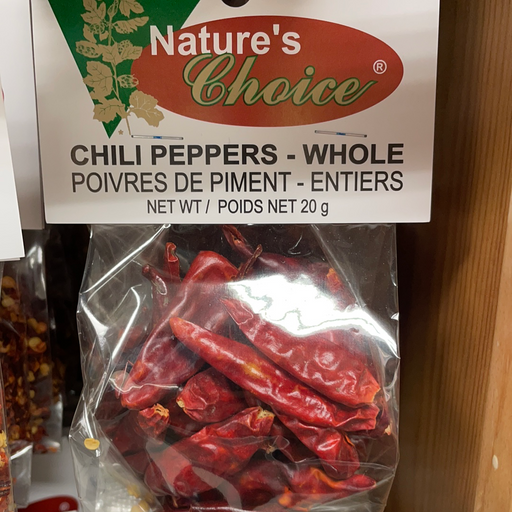 Nature's
Choice®
CHILI PEPPERS - WHOLE
POIVRES DE PIMENT - ENTIERS
NET WT / POIDS NET 20 g